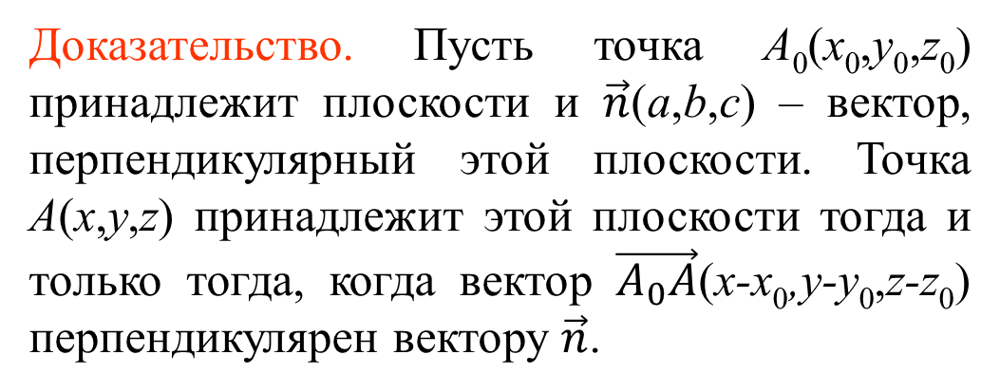 Доказательство. Пусть точка A₀(x₀,y₀,z₀)
принадлежит плоскости и n⃗(a,b,c) – вектор,
перпендикулярный этой плоскости. Точка
A(x,y,z) принадлежит этой плоскости тогда и
только тогда, когда вектор \overrightarrow{A₀A}(x-x₀,y-y₀,z-z₀)
перпендикулярен вектору n⃗.